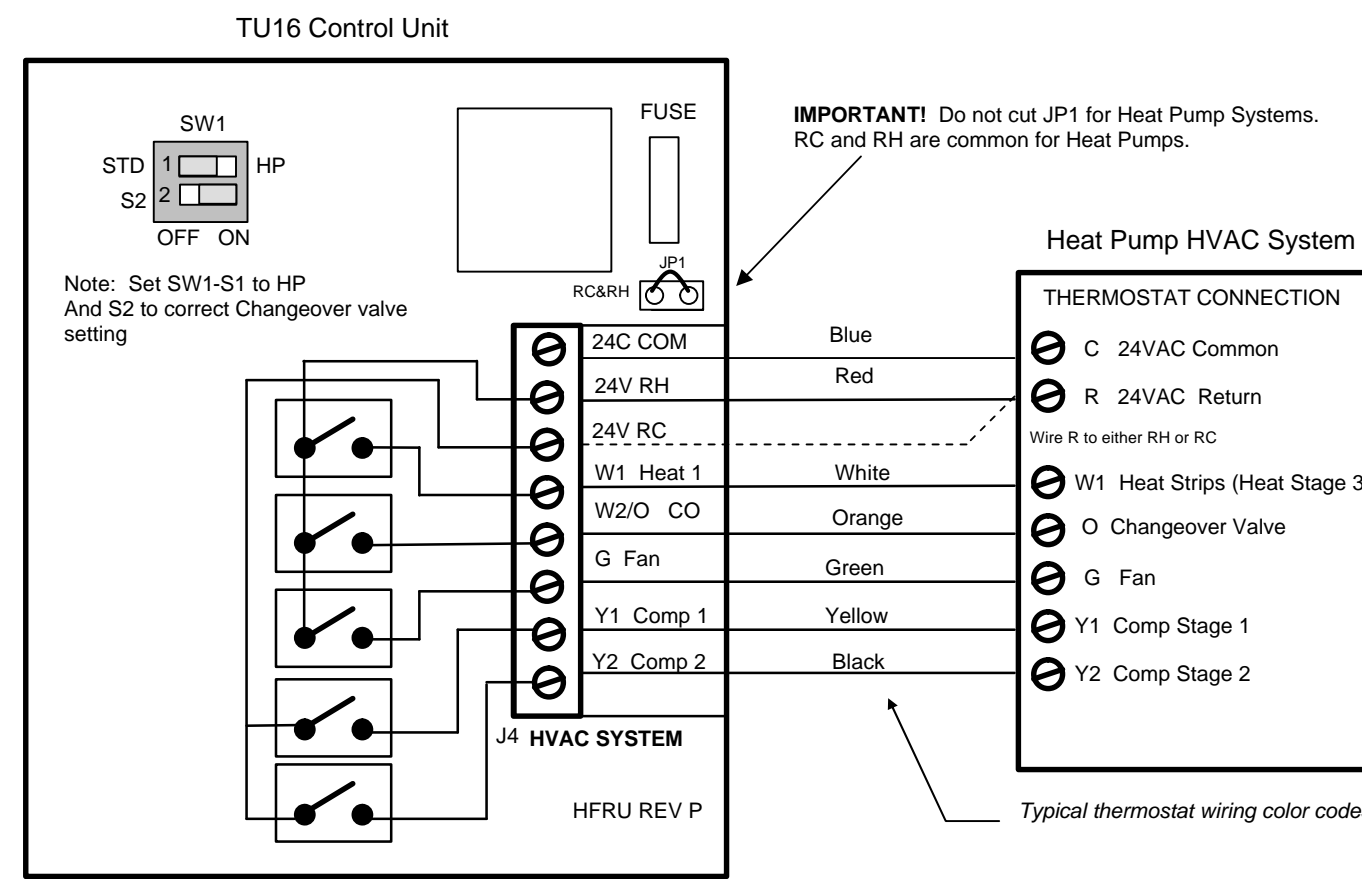 TU16 Control Unit
SW1
STD 1 HP
S2 2
OFF ON
Note: Set SW1-S1 to HP
And S2 to correct Changeover valve
setting
FUSE
JP1
RC&RH
IMPORTANT! Do not cut JP1 for Heat Pump Systems.
RC and RH are common for Heat Pumps.
24C COM
24V RH
24V RC
W1 Heat 1
W2/O CO
G Fan
Y1 Comp 1
Y2 Comp 2
J4 HVAC SYSTEM
HFRU REV P
Blue
Red
White
Orange
Green
Yellow
Black
Heat Pump HVAC System
THERMOSTAT CONNECTION
C 24VAC Common
R 24VAC Return
Wire R to either RH or RC
W1 Heat Strips (Heat Stage 3
O Changeover Valve
G Fan
Y1 Comp Stage 1
Y2 Comp Stage 2
Typical thermostat wiring color code